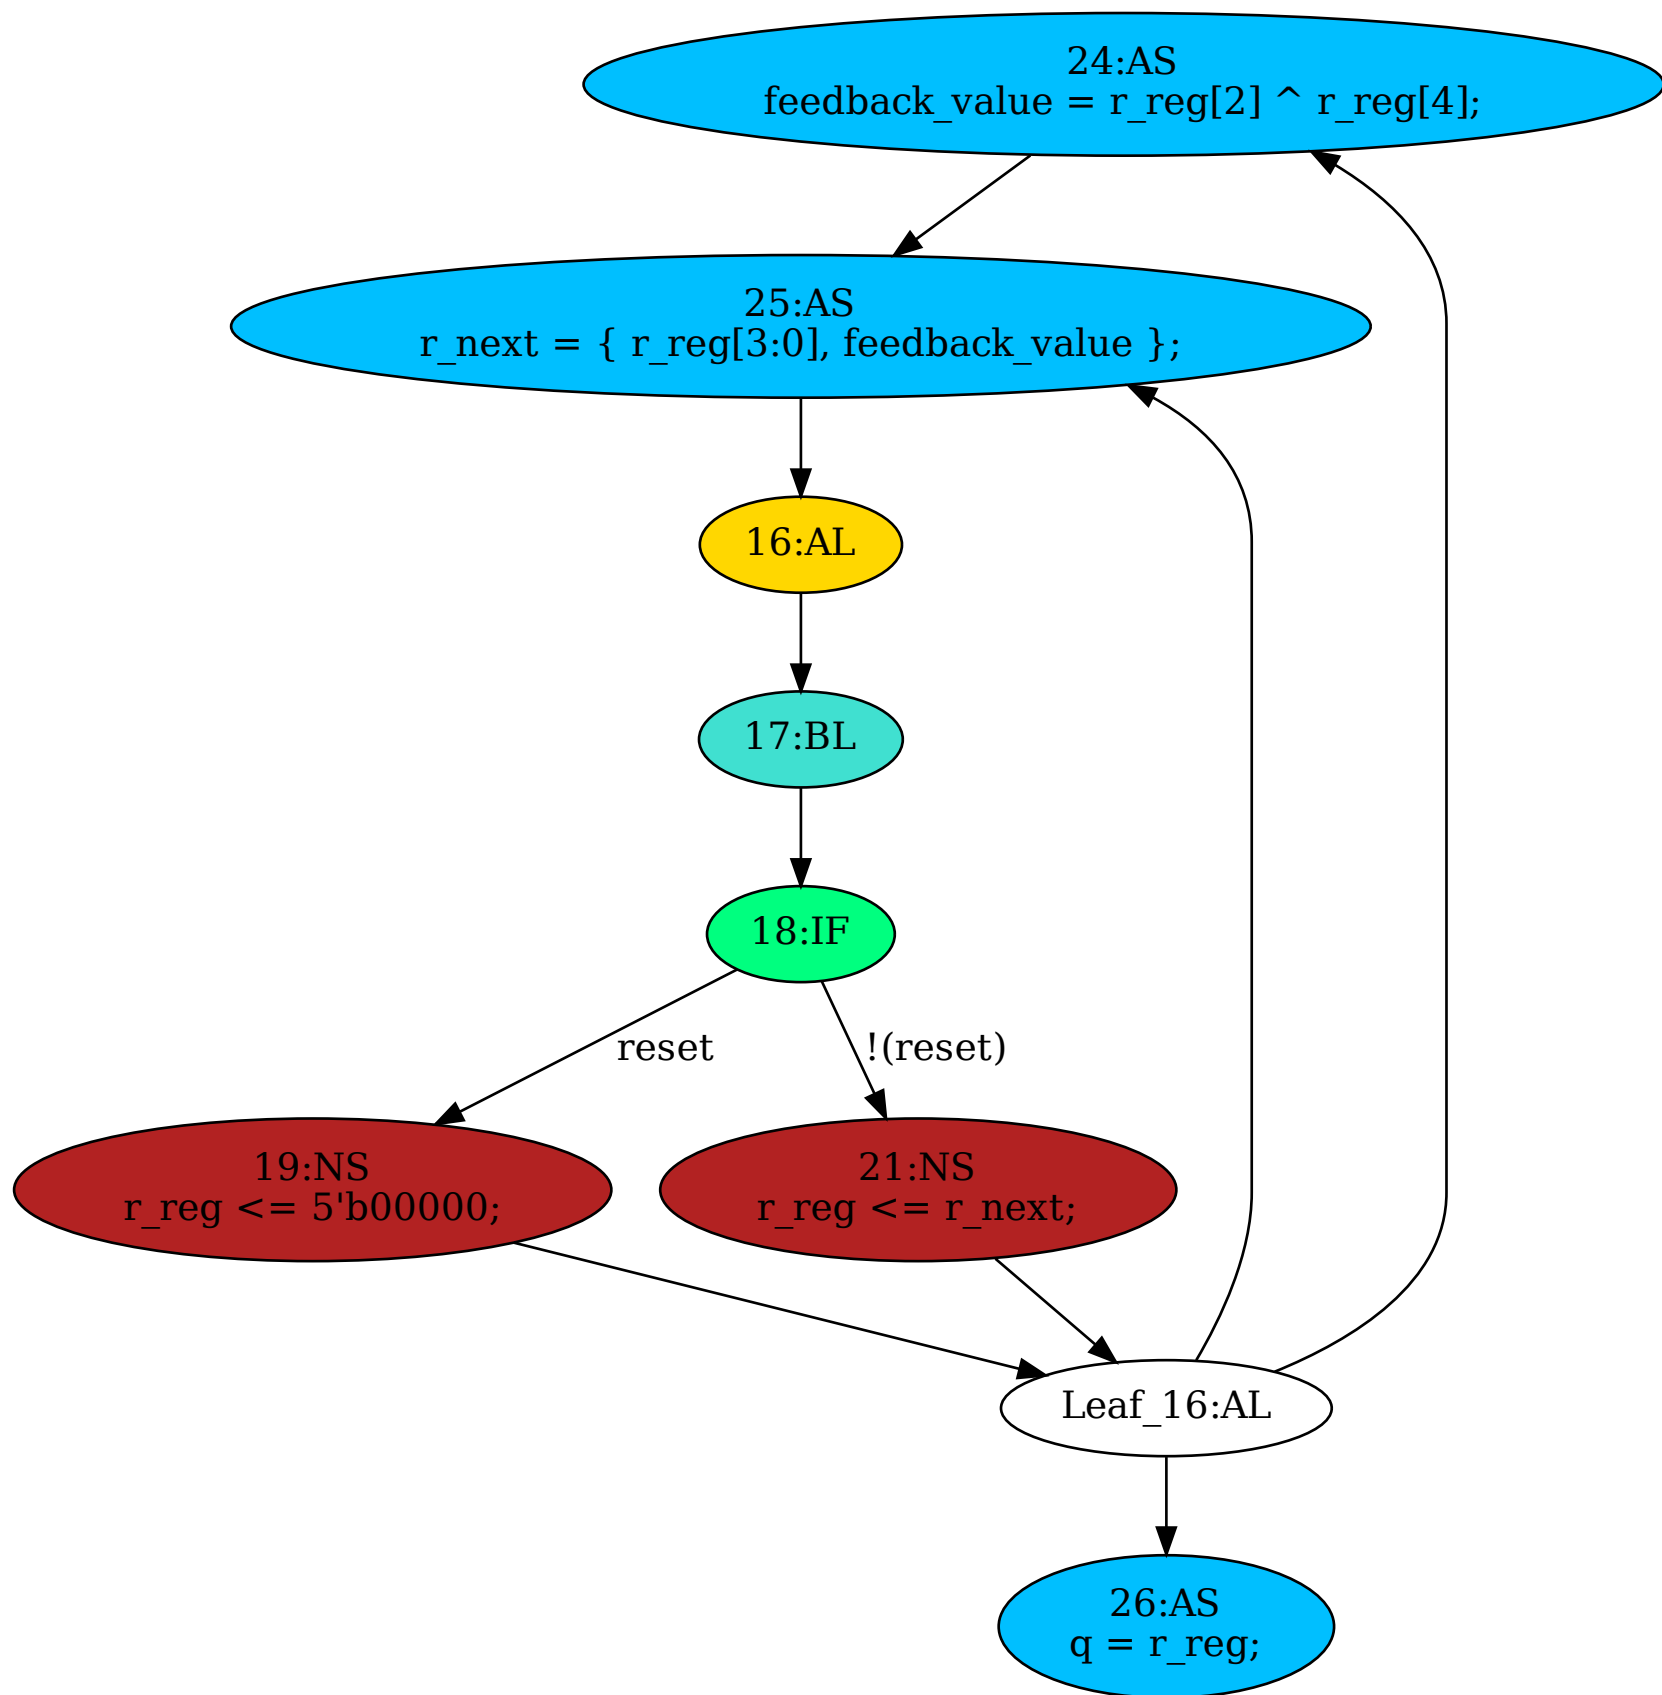 24:AS
feedback_value = r_reg[2] ^ r_reg[4];
25:AS
r_next = { r_reg[3:0], feedback_value };
16:AL
17:BL
18:IF
reset
!(reset)
19:NS
r_reg <= 5'b00000;
21:NS
r_reg <= r_next;
Leaf_16:AL
26:AS
q = r_reg;